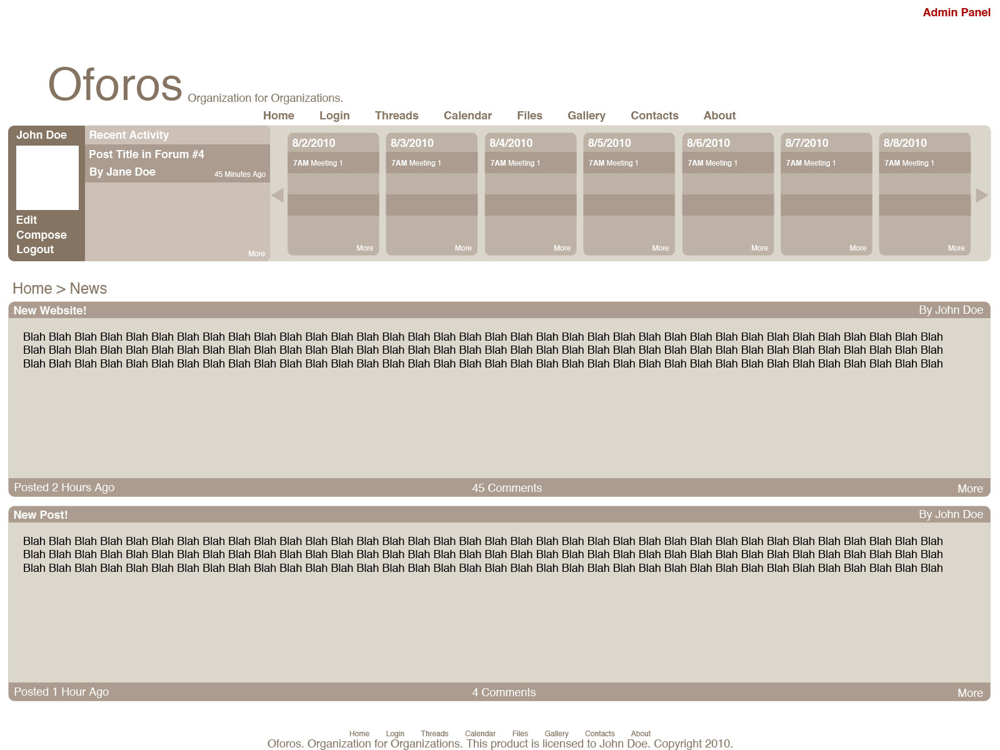 Admin Panel
Oforos Organization for Organizations.
Home Login Threads Calendar Files Gallery Contacts About
John Doe
Edit
Compose
Logout
Recent Activity
Post Title in Forum #4
By Jane Doe 45 Minutes Ago
More
8/2/2010
7AM Meeting 1
More
8/3/2010
7AM Meeting 1
More
8/4/2010
7AM Meeting 1
More
8/5/2010
7AM Meeting 1
More
8/6/2010
7AM Meeting 1
More
8/7/2010
7AM Meeting 1
More
8/8/2010
7AM Meeting 1
More
Home > News
New Website! By John Doe
Blah Blah Blah Blah Blah Blah Blah Blah Blah Blah Blah Blah Blah Blah Blah Blah Blah Blah Blah Blah Blah Blah Blah Blah Blah Blah Blah Blah Blah Blah Blah Blah Blah Blah Blah Blah
Blah Blah Blah Blah Blah Blah Blah Blah Blah Blah Blah Blah Blah Blah Blah Blah Blah Blah Blah Blah Blah Blah Blah Blah Blah Blah Blah Blah Blah Blah Blah Blah Blah Blah Blah Blah
Blah Blah Blah Blah Blah Blah Blah Blah Blah Blah Blah Blah Blah Blah Blah Blah Blah Blah Blah Blah Blah Blah Blah Blah Blah Blah Blah Blah Blah Blah Blah Blah Blah Blah Blah Blah
Posted 2 Hours Ago 45 Comments More
New Post! By John Doe
Blah Blah Blah Blah Blah Blah Blah Blah Blah Blah Blah Blah Blah Blah Blah Blah Blah Blah Blah Blah Blah Blah Blah Blah Blah Blah Blah Blah Blah Blah Blah Blah Blah Blah Blah Blah
Blah Blah Blah Blah Blah Blah Blah Blah Blah Blah Blah Blah Blah Blah Blah Blah Blah Blah Blah Blah Blah Blah Blah Blah Blah Blah Blah Blah Blah Blah Blah Blah Blah Blah Blah Blah
Blah Blah Blah Blah Blah Blah Blah Blah Blah Blah Blah Blah Blah Blah Blah Blah Blah Blah Blah Blah Blah Blah Blah Blah Blah Blah Blah Blah Blah Blah Blah Blah Blah Blah Blah Blah
Posted 1 Hour Ago 4 Comments More
Home Login Threads Calendar Files Gallery Contacts About
Oforos. Organization for Organizations. This product is licensed to John Doe. Copyright 2010.